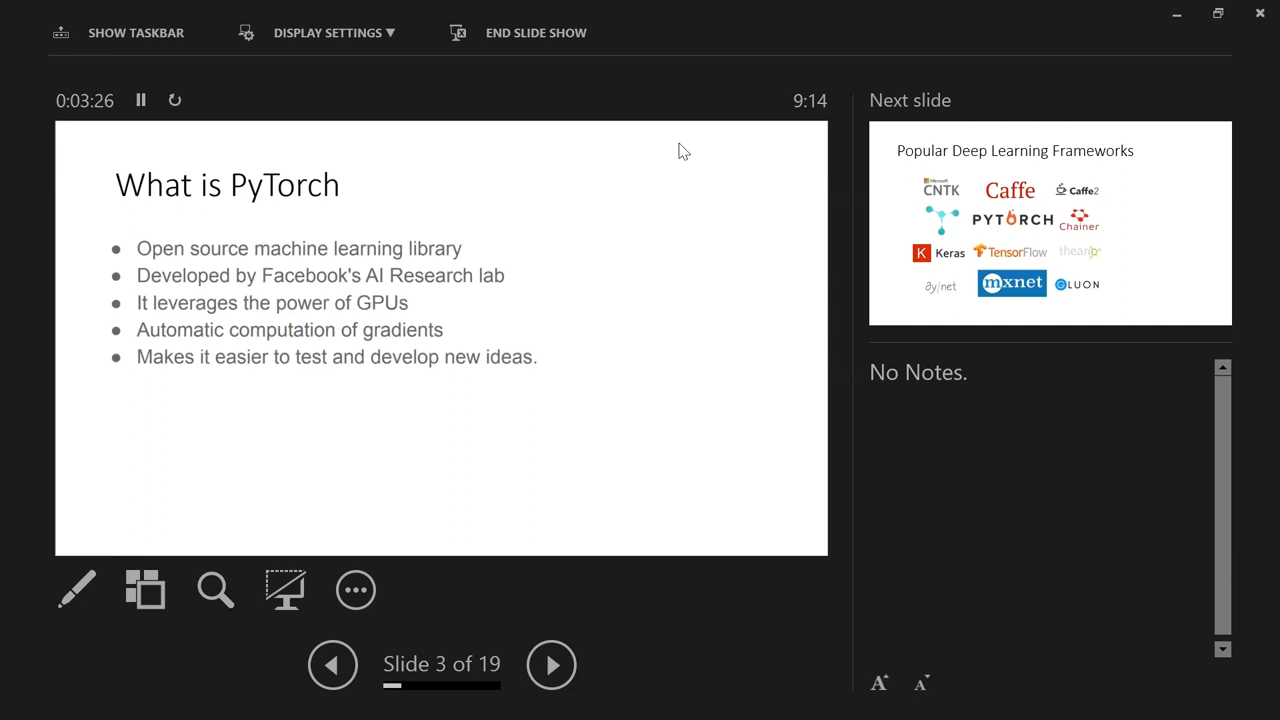 SHOW TASKBAR
DISPLAY SETTINGS ▼
END SLIDE SHOW
0:03:26
9:14
What is PyTorch
● Open source machine learning library
● Developed by Facebook's AI Research lab
● It leverages the power of GPUs
● Automatic computation of gradients
● Makes it easier to test and develop new ideas.
Slide 3 of 19
Next slide
Popular Deep Learning Frameworks
Microsoft
CNTK
Caffe
Caffe2
PYTORCH
Chainer
K Keras
TensorFlow
theano
dy/net
mxnet
GLUON
No Notes.
A
A